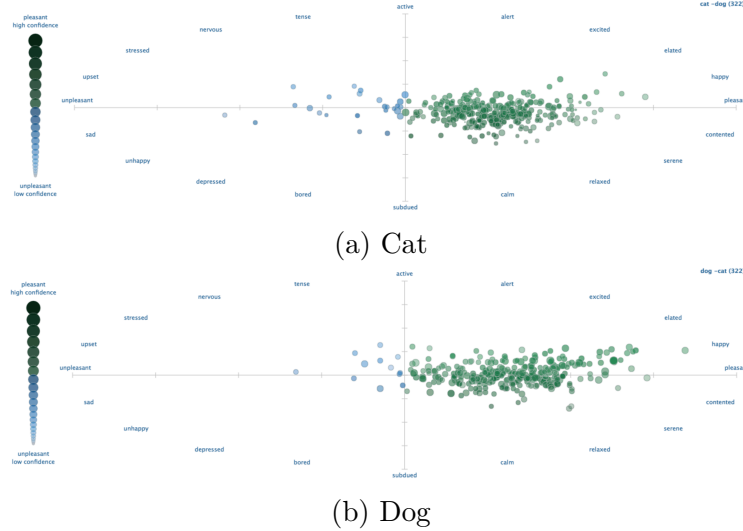 pleasant
high confidence
active
cat -dog (322
tense
alert
nervous
excited
stressed
elated
upset
happy
unpleasant
pleasa
sad
contented
unhappy
serene
depressed
relaxed
unpleasant
low confidence
bored
calm
subdued
(a) Cat
pleasant
high confidence
active
dog -cat (322
tense
alert
nervous
excited
stressed
elated
upset
happy
unpleasant
pleasa
sad
contented
unhappy
serene
depressed
relaxed
unpleasant
low confidence
bored
calm
subdued
(b) Dog